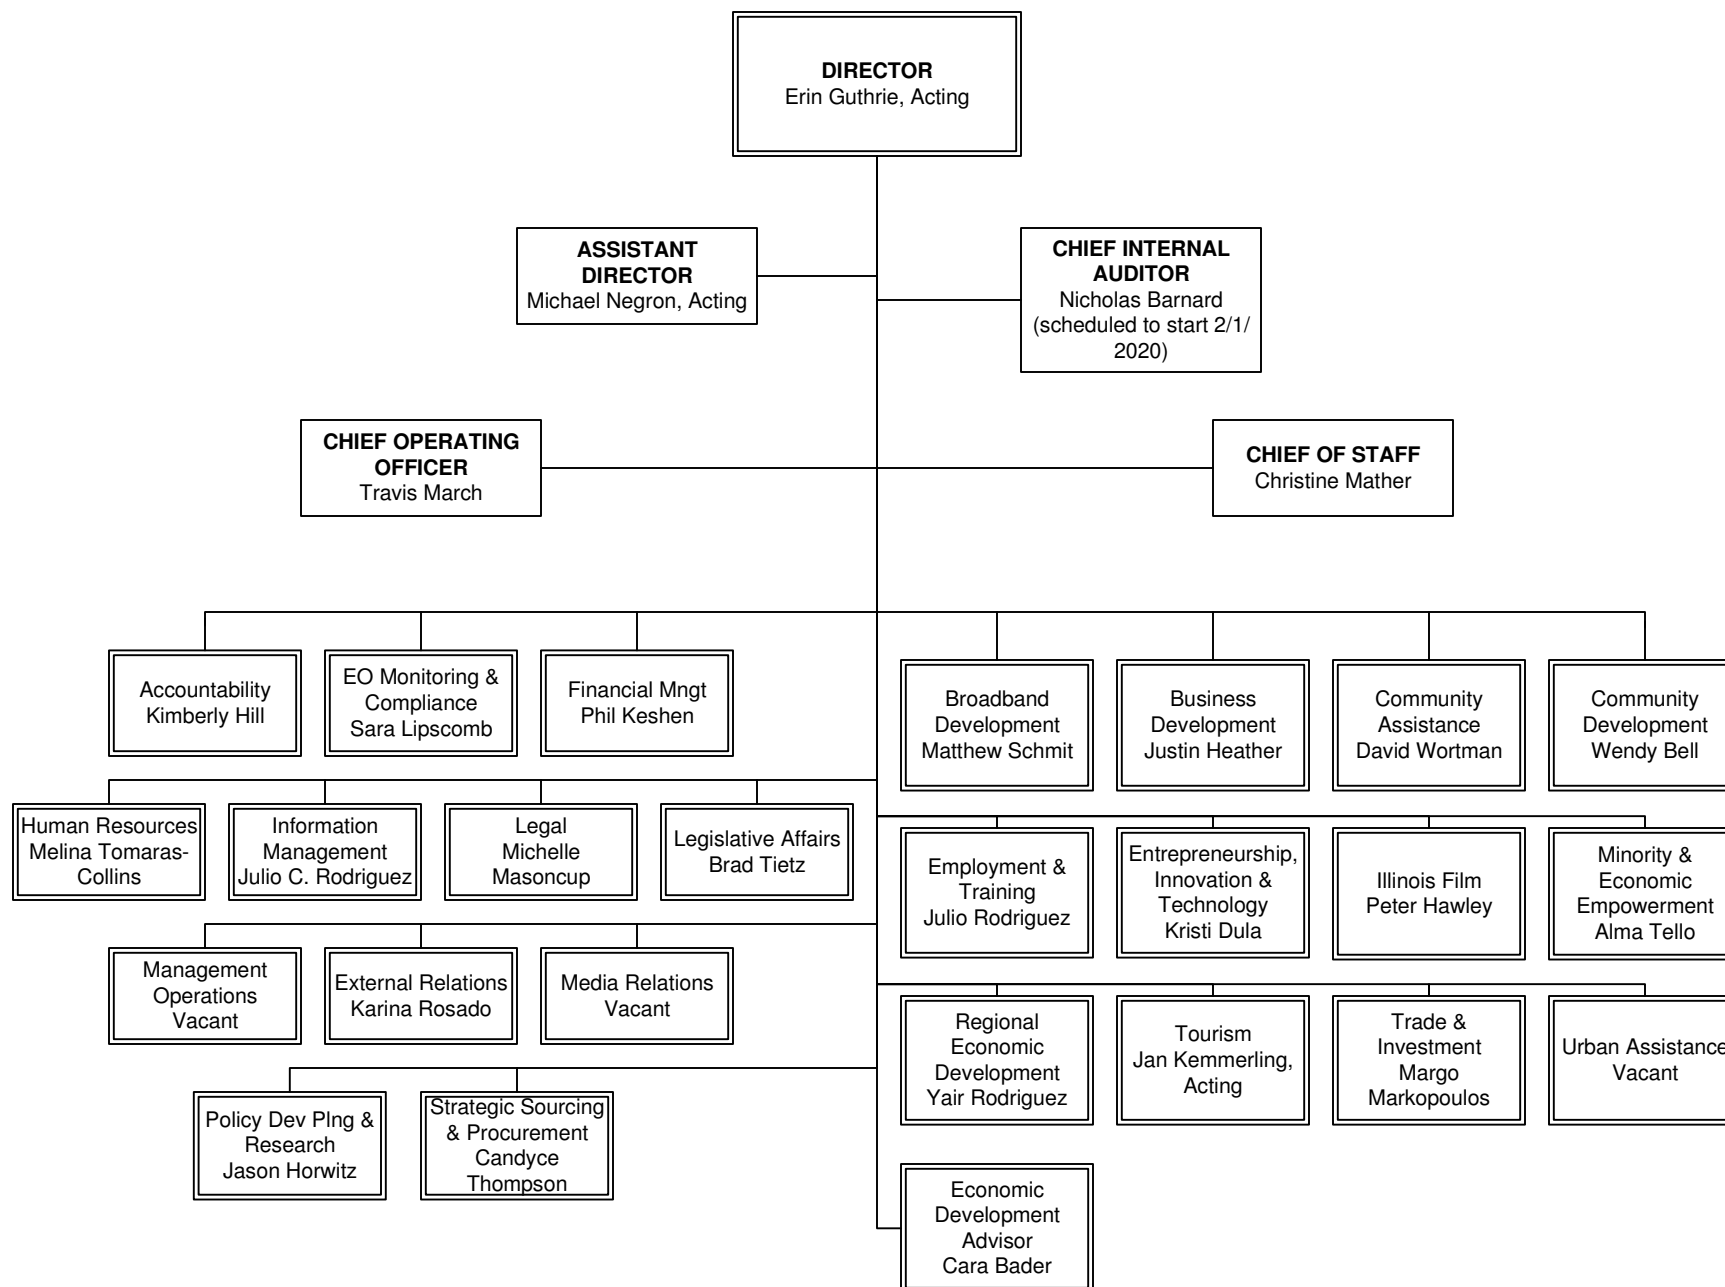 DIRECTOR
Erin Guthrie, Acting
ASSISTANT
DIRECTOR
Michael Negron, Acting
CHIEF INTERNAL
AUDITOR
Nicholas Barnard
(scheduled to start 2/1/
2020)
CHIEF OPERATING
OFFICER
Travis March
CHIEF OF STAFF
Christine Mather
Accountability
Kimberly Hill
EO Monitoring &
Compliance
Sara Lipscomb
Financial Mngt
Phil Keshen
Broadband
Development
Matthew Schmit
Business
Development
Justin Heather
Community
Assistance
David Wortman
Community
Development
Wendy Bell
Human Resources
Melina Tomaras-
Collins
Information
Management
Julio C. Rodriguez
Legal
Michelle
Masoncup
Legislative Affairs
Brad Tietz
Employment &
Training
Julio Rodriguez
Entrepreneurship,
Innovation &
Technology
Kristi Dula
Illinois Film
Peter Hawley
Minority &
Economic
Empowerment
Alma Tello
Management
Operations
Vacant
External Relations
Karina Rosado
Media Relations
Vacant
Regional
Economic
Development
Yair Rodriguez
Tourism
Jan Kemmerling,
Acting
Trade &
Investment
Margo
Markopoulos
Urban Assistance
Vacant
Policy Dev Plng &
Research
Jason Horwitz
Strategic Sourcing
& Procurement
Candyce
Thompson
Economic
Development
Advisor
Cara Bader